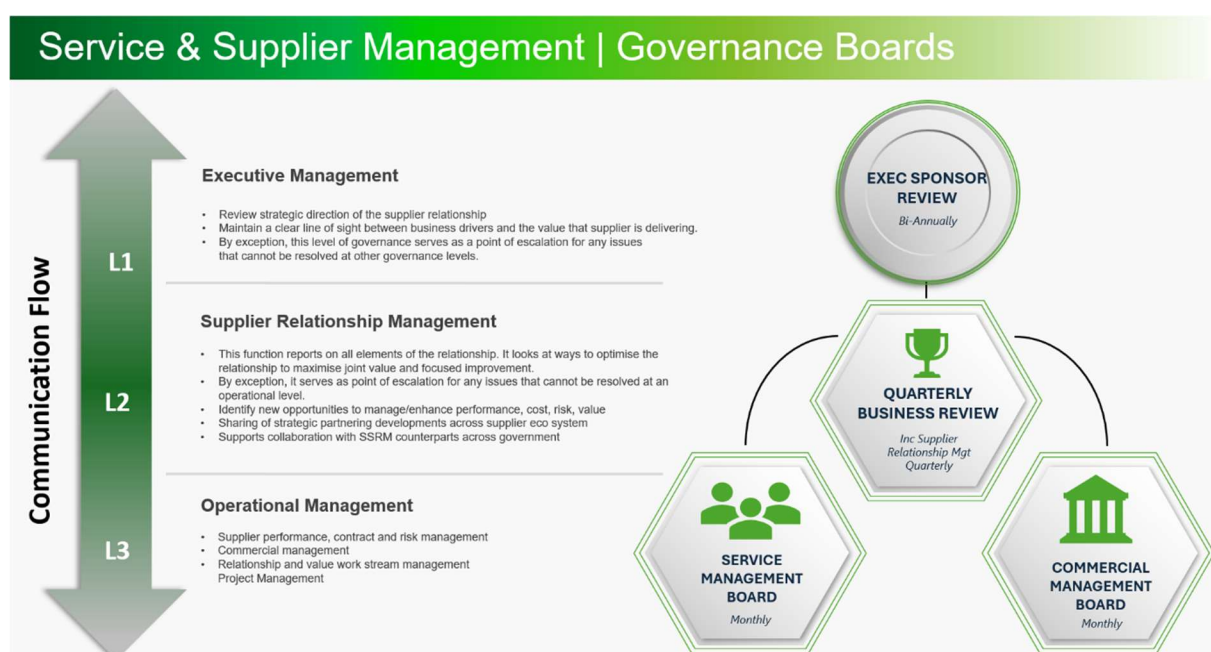 Service & Supplier Management | Governance Boards
Communication Flow
L1
Executive Management
• Review strategic direction of the supplier relationship
• Maintain a clear line of sight between business drivers and the value that supplier is delivering.
• By exception, this level of governance serves as a point of escalation for any issues
that cannot be resolved at other governance levels.
L2
Supplier Relationship Management
• This function reports on all elements of the relationship. It looks at ways to optimise the
relationship to maximise joint value and focused improvement.
• By exception, it serves as point of escalation for any issues that cannot be resolved at an
operational level.
• Identify new opportunities to manage/enhance performance, cost, risk, value
• Sharing of strategic partnering developments across supplier eco system
• Supports collaboration with SSRM counterparts across government
L3
Operational Management
• Supplier performance, contract and risk management
• Commercial management
• Relationship and value work stream management
Project Management
EXEC SPONSOR
REVIEW
Bi-Annually
QUARTERLY
BUSINESS REVIEW
Inc Supplier
Relationship Mgt
Quarterly
SERVICE
MANAGEMENT
BOARD
Monthly
COMMERCIAL
MANAGEMENT
BOARD
Monthly